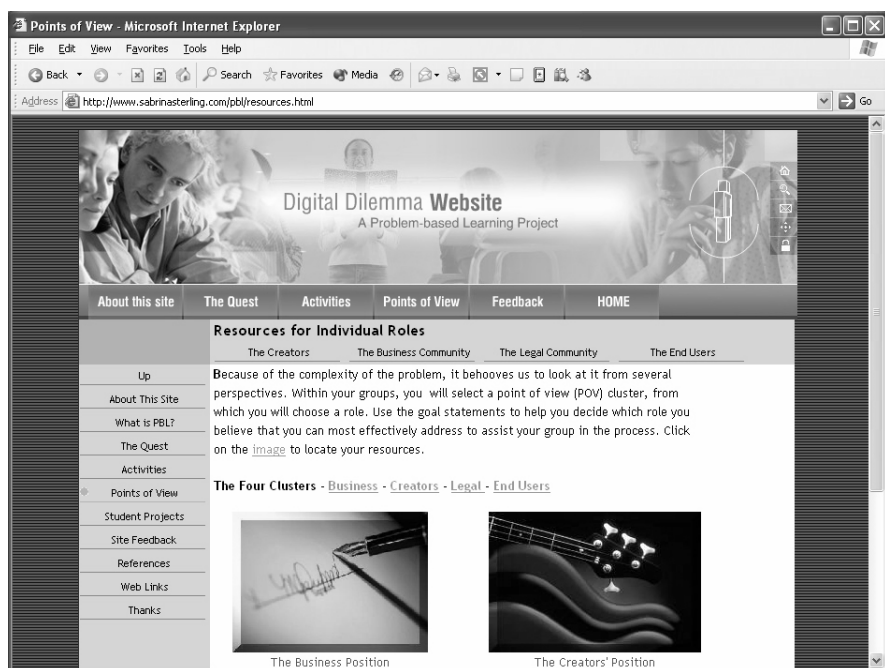 Points of View - Microsoft Internet Explorer
File Edit View Favorites Tools Help
Back Search Favorites Media
Address http://www.sabrinasterling.com/pbl/resources.html Go
Digital Dilemma Website
A Problem-based Learning Project
About this site The Quest Activities Points of View Feedback HOME
Resources for Individual Roles
The Creators The Business Community The Legal Community The End Users
Up
About This Site
What is PBL?
The Quest
Activities
Points of View
Student Projects
Site Feedback
References
Web Links
Thanks
Because of the complexity of the problem, it behooves us to look at it from several
perspectives. Within your groups, you will select a point of view (POV) cluster, from
which you will choose a role. Use the goal statements to help you decide which role you
believe that you can most effectively address to assist your group in the process. Click
on the image to locate your resources.
The Four Clusters - Business - Creators - Legal - End Users
The Business Position The Creators' Position